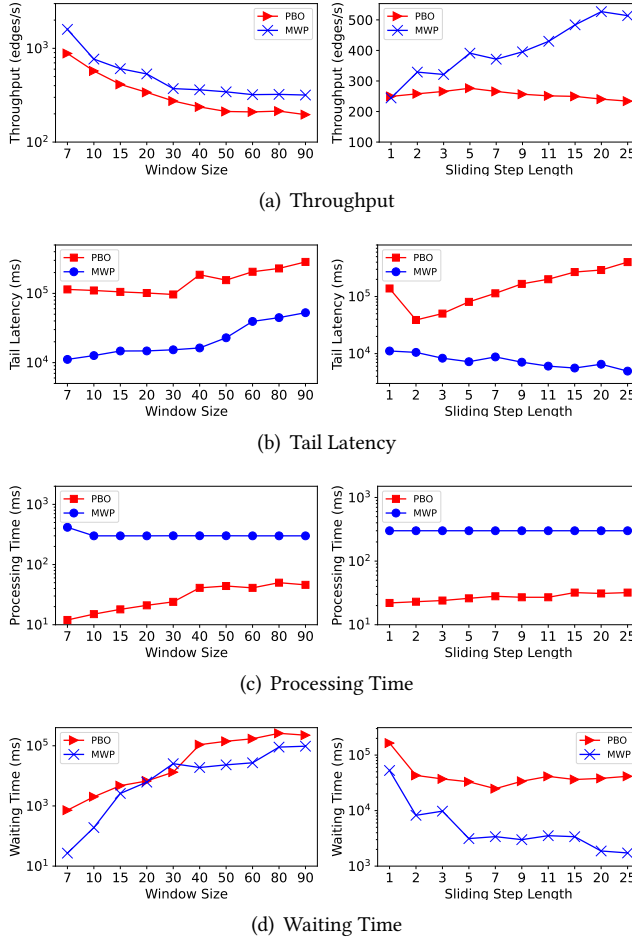 Throughput (edges/s)
10³
10²
PBO
MWP
7 10 15 20 30 40 50 60 80 90
Window Size
Throughput (edges/s)
500
400
300
200
100
PBO
MWP
1 2 3 5 7 9 11 15 20 25
Sliding Step Length
(a) Throughput
Tail Latency (ms)
10⁵
10⁴
PBO
MWP
7 10 15 20 30 40 50 60 80 90
Window Size
Tail Latency (ms)
10⁵
10⁴
PBO
MWP
1 2 3 5 7 9 11 15 20 25
Sliding Step Length
(b) Tail Latency
Processing Time (ms)
10³
10²
10¹
PBO
MWP
7 10 15 20 30 40 50 60 80 90
Window Size
Processing Time (ms)
10³
10²
10¹
PBO
MWP
1 2 3 5 7 9 11 15 20 25
Sliding Step Length
(c) Processing Time
Waiting Time (ms)
10⁵
10³
10¹
PBO
MWP
7 10 15 20 30 40 50 60 80 90
Window Size
Waiting Time (ms)
10⁵
10⁴
10³
PBO
MWP
1 2 3 5 7 9 11 15 20 25
Sliding Step Length
(d) Waiting Time